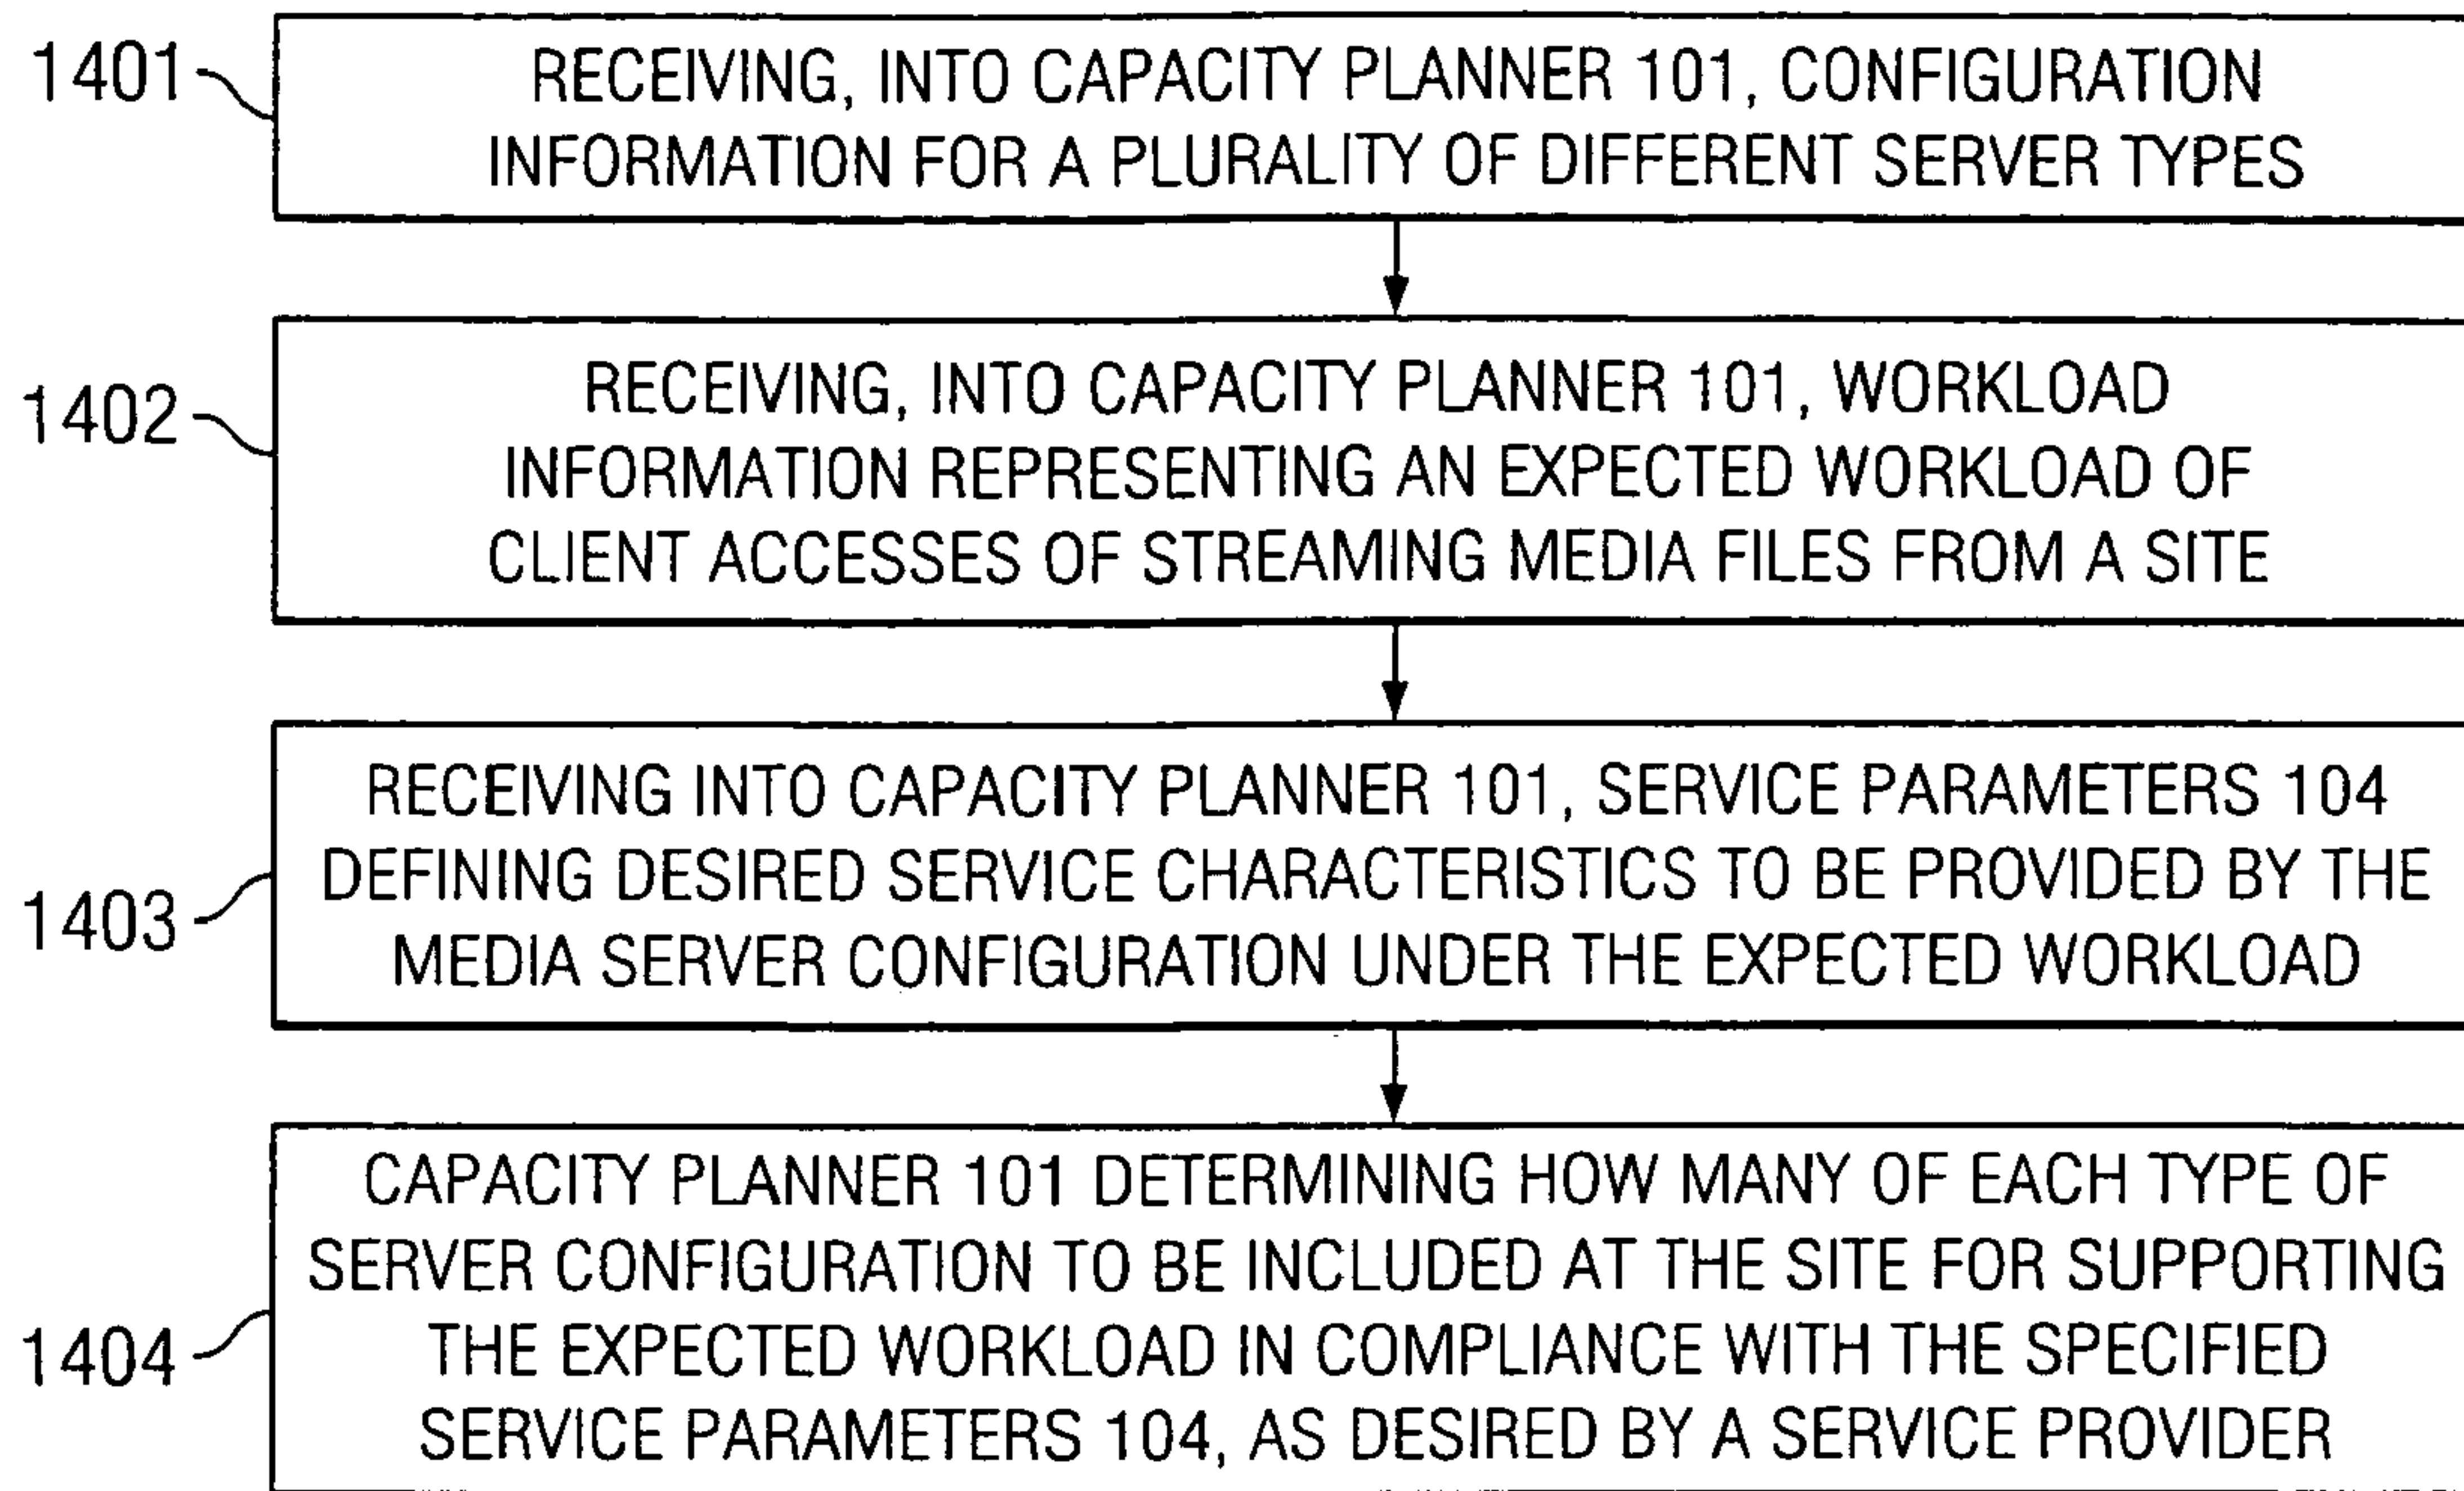 1401
RECEIVING, INTO CAPACITY PLANNER 101, CONFIGURATION
INFORMATION FOR A PLURALITY OF DIFFERENT SERVER TYPES
1402
RECEIVING, INTO CAPACITY PLANNER 101, WORKLOAD
INFORMATION REPRESENTING AN EXPECTED WORKLOAD OF
CLIENT ACCESSES OF STREAMING MEDIA FILES FROM A SITE
1403
RECEIVING INTO CAPACITY PLANNER 101, SERVICE PARAMETERS 104
DEFINING DESIRED SERVICE CHARACTERISTICS TO BE PROVIDED BY THE
MEDIA SERVER CONFIGURATION UNDER THE EXPECTED WORKLOAD
1404
CAPACITY PLANNER 101 DETERMINING HOW MANY OF EACH TYPE OF
SERVER CONFIGURATION TO BE INCLUDED AT THE SITE FOR SUPPORTING
THE EXPECTED WORKLOAD IN COMPLIANCE WITH THE SPECIFIED
SERVICE PARAMETERS 104, AS DESIRED BY A SERVICE PROVIDER